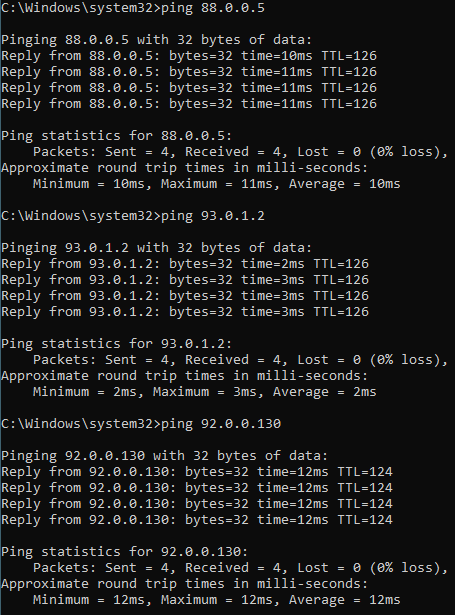 C:\Windows\system32>ping 88.0.0.5
Pinging 88.0.0.5 with 32 bytes of data:
Reply from 88.0.0.5: bytes=32 time=10ms TTL=126
Reply from 88.0.0.5: bytes=32 time=11ms TTL=126
Reply from 88.0.0.5: bytes=32 time=11ms TTL=126
Reply from 88.0.0.5: bytes=32 time=11ms TTL=126
Ping statistics for 88.0.0.5:
    Packets: Sent = 4, Received = 4, Lost = 0 (0% loss),
Approximate round trip times in milli-seconds:
    Minimum = 10ms, Maximum = 11ms, Average = 10ms
C:\Windows\system32>ping 93.0.1.2
Pinging 93.0.1.2 with 32 bytes of data:
Reply from 93.0.1.2: bytes=32 time=2ms TTL=126
Reply from 93.0.1.2: bytes=32 time=3ms TTL=126
Reply from 93.0.1.2: bytes=32 time=3ms TTL=126
Reply from 93.0.1.2: bytes=32 time=3ms TTL=126
Ping statistics for 93.0.1.2:
    Packets: Sent = 4, Received = 4, Lost = 0 (0% loss),
Approximate round trip times in milli-seconds:
    Minimum = 2ms, Maximum = 3ms, Average = 2ms
C:\Windows\system32>ping 92.0.0.130
Pinging 92.0.0.130 with 32 bytes of data:
Reply from 92.0.0.130: bytes=32 time=12ms TTL=124
Reply from 92.0.0.130: bytes=32 time=12ms TTL=124
Reply from 92.0.0.130: bytes=32 time=12ms TTL=124
Reply from 92.0.0.130: bytes=32 time=12ms TTL=124
Ping statistics for 92.0.0.130:
    Packets: Sent = 4, Received = 4, Lost = 0 (0% loss),
Approximate round trip times in milli-seconds:
    Minimum = 12ms, Maximum = 12ms, Average = 12ms